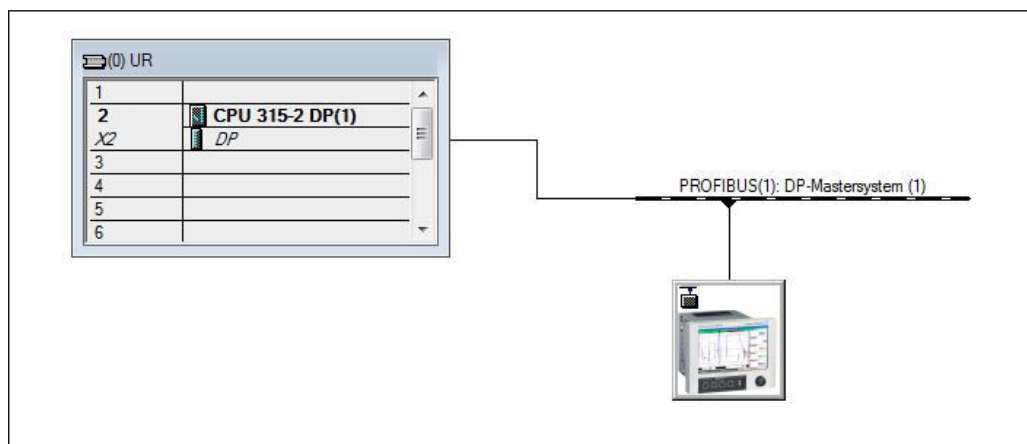 (0) UR
1
2 CPU 315-2 DP(1)
X2 DP
3
4
5
6
PROFIBUS(1): DP-Mastersystem (1)